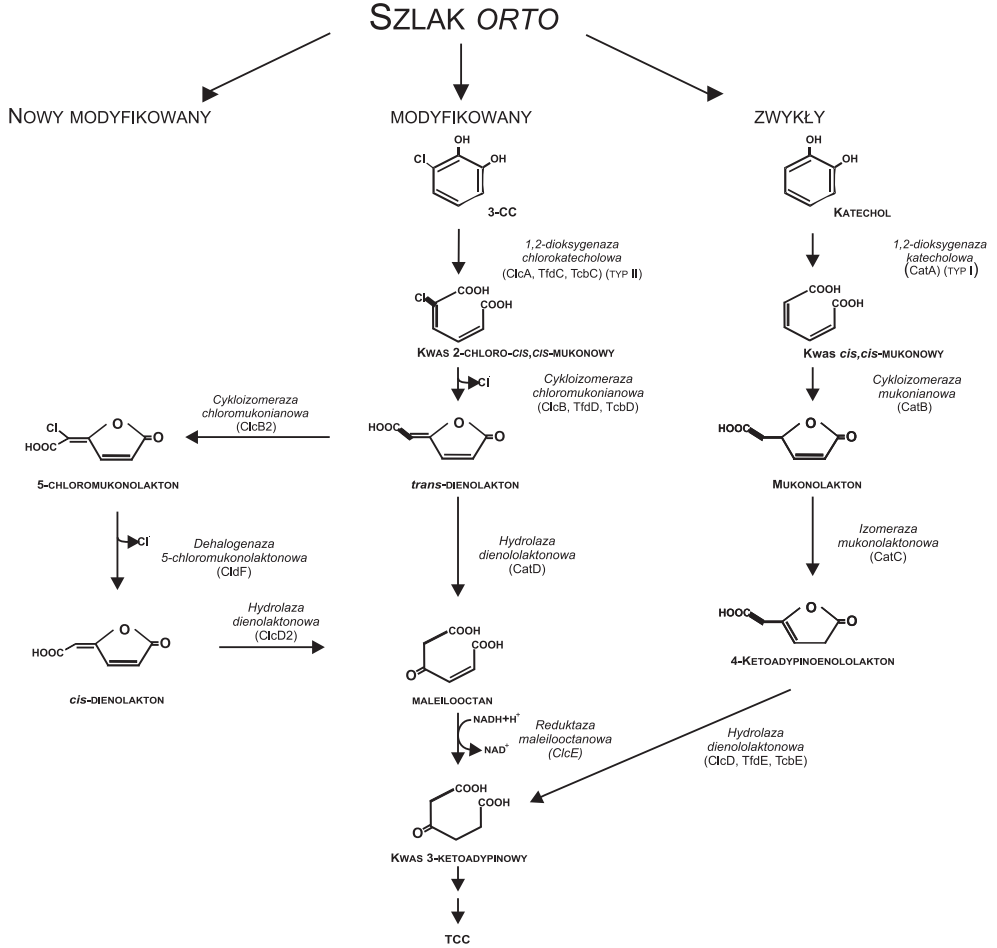 SZLAK ORTO
NOWY MODYFIKOWANY
MODYFIKOWANY
ZWYKŁY
OH
Cl
OH
3-CC
OH
OH
KATECHOL
1,2-dioksygenaza
chlorokatecholowa
(ClcA, TfdC, TcbC) (TYP II)
1,2-dioksygenaza
katecholowa
(CatA) (TYP I)
Cl
COOH
COOH
KWAS 2-CHLORO-CIS,CIS-MUKONOWY
COOH
COOH
Kwas cis,cis-MUKONOWY
Cl-
Cykloizomeraza
chloromukonianowa
(ClcB, TfdD, TcbD)
Cykloizomeraza
mukonianowa
(CatB)
Cykloizomeraza
chloromukonianowa
(ClcB2)
Cl
HOOC
O
O
5-CHLOROMUKONOLAKTON
HOOC
O
O
trans-DIENOLAKTON
HOOC
O
O
MUKONOLAKTON
Cl-
Dehalogenaza
5-chloromukonolaktonowa
(CldF)
Hydrolaza
dienololaktonowa
(CatD)
Izomeraza
mukonolaktonowa
(CatC)
HOOC
O
O
cis-DIENOLAKTON
Hydrolaza
dienolaktonowa
(ClcD2)
COOH
COOH
O
MALEILOOCTAN
HOOC
O
O
4-KETOADYPINOENOLOLAKTON
NADH+H+
NAD+
Reduktaza
maleilooctanowa
(ClcE)
Hydrolaza
dienololaktonowa
(ClcD, TfdE, TcbE)
COOH
COOH
O
KWAS 3-KETOADYPINOWY
TCC